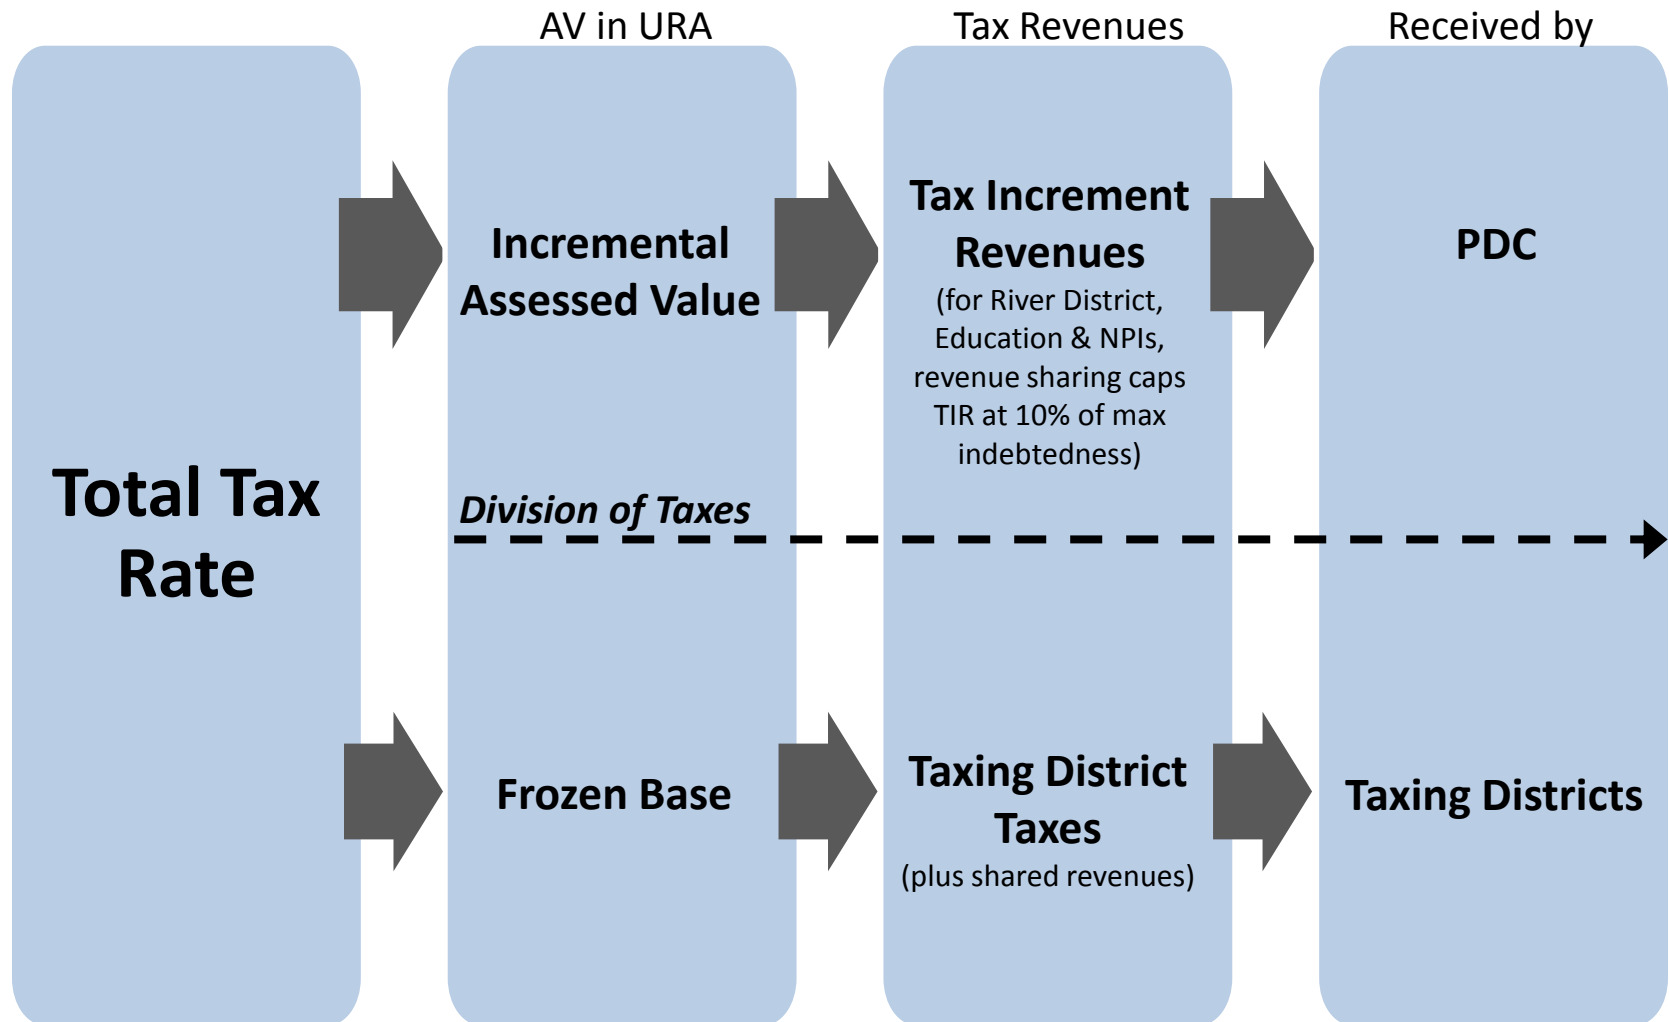 AV in URA
Tax Revenues
Received by
Total Tax
Rate
Incremental
Assessed Value
Tax Increment
Revenues
(for River District,
Education & NPIs,
revenue sharing caps
TIR at 10% of max
indebtedness)
PDC
Division of Taxes
Frozen Base
Taxing District
Taxes
(plus shared revenues)
Taxing Districts